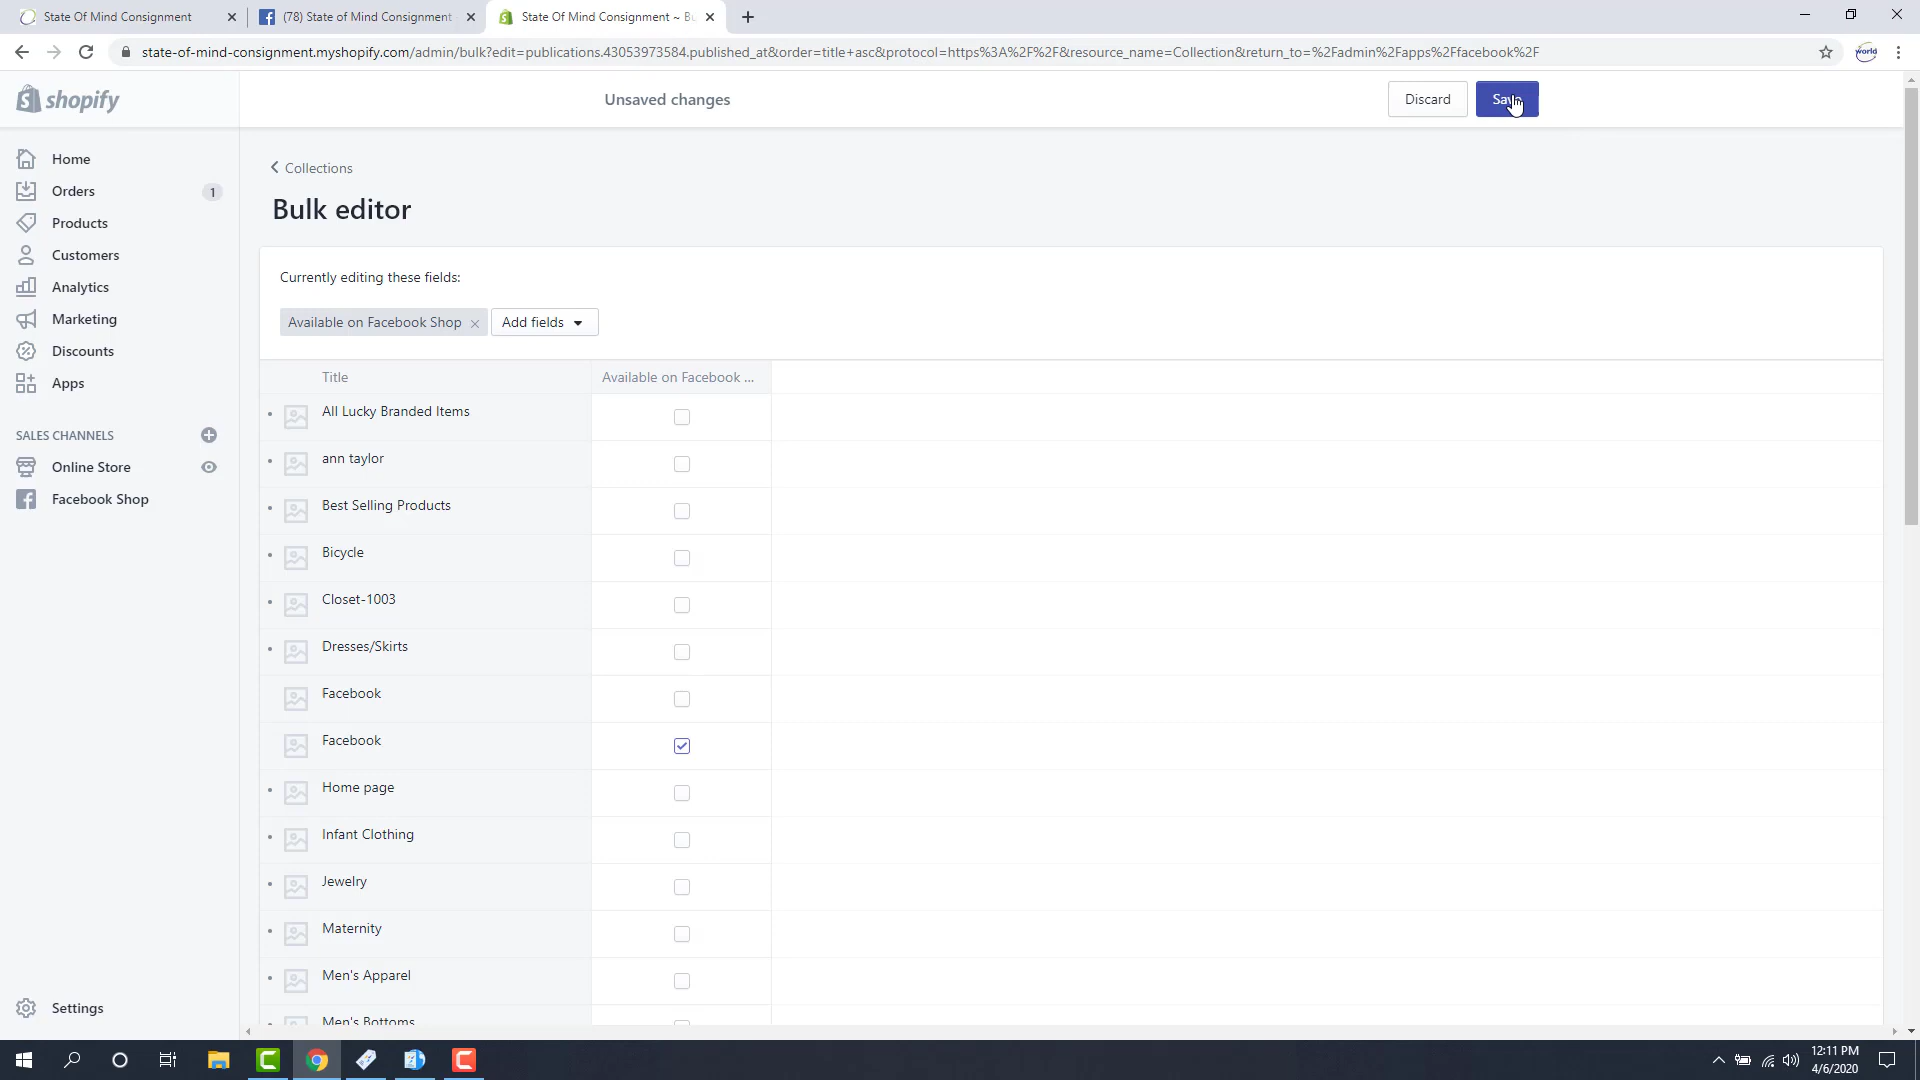 State Of Mind Consignment
(78) State of Mind Consignment
State Of Mind Consignment ~ Bu
state-of-mind-consignment.myshopify.com/admin/bulk?edit=publications.43053973584.published_at&order=title+asc&protocol=https%3A%2F%2F&resource_name=Collection&return_to=%2Fadmin%2Fapps%2Ffacebook%2F
world
shopify
Unsaved changes
Discard
Save
Home
Orders
1
Products
Customers
Analytics
Marketing
Discounts
Apps
SALES CHANNELS
Online Store
Facebook Shop
Settings
Collections
Bulk editor
Currently editing these fields:
Available on Facebook Shop
Add fields
Title
Available on Facebook ...
All Lucky Branded Items
ann taylor
Best Selling Products
Bicycle
Closet-1003
Dresses/Skirts
Facebook
Facebook
Home page
Infant Clothing
Jewelry
Maternity
Men's Apparel
Men's Bottoms
12:11 PM
4/6/2020